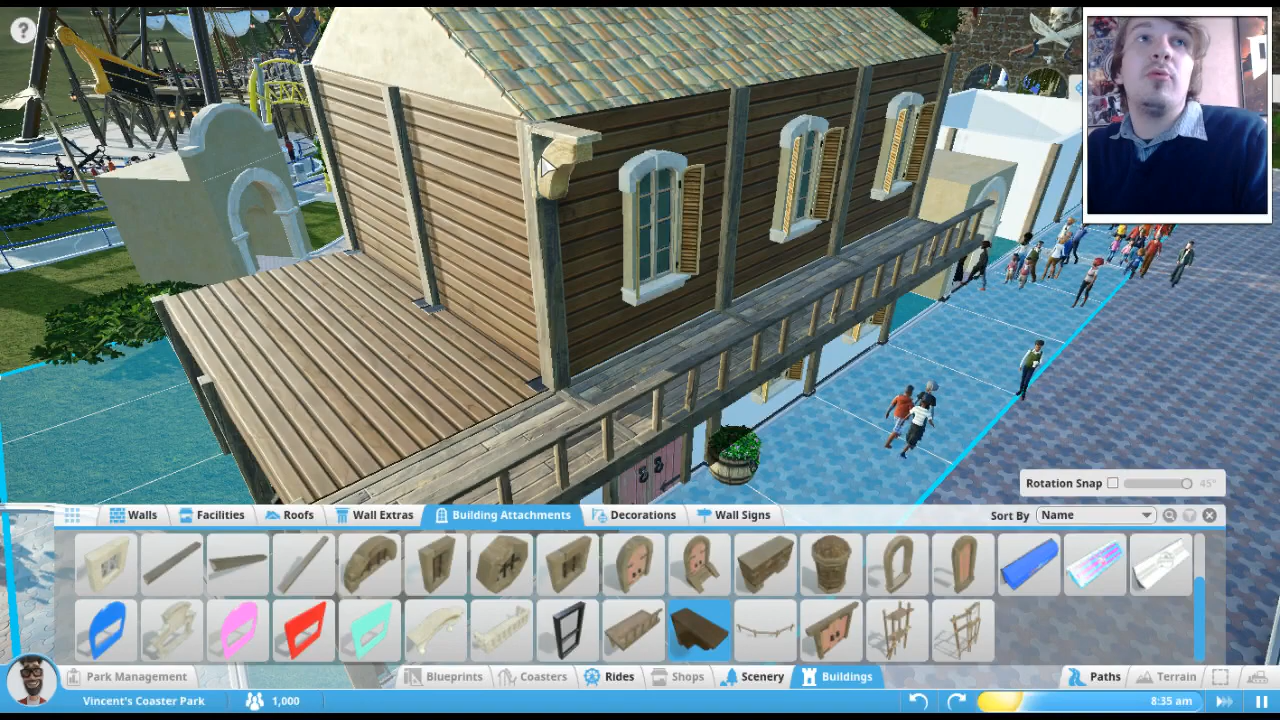 ?
Rotation Snap 45°
Walls Facilities Roofs Wall Extras Building Attachments Decorations Wall Signs Sort By Name
Park Management Blueprints Coasters Rides Shops Scenery Buildings Paths Terrain
Vincent's Coaster Park 1,000 8:35 am